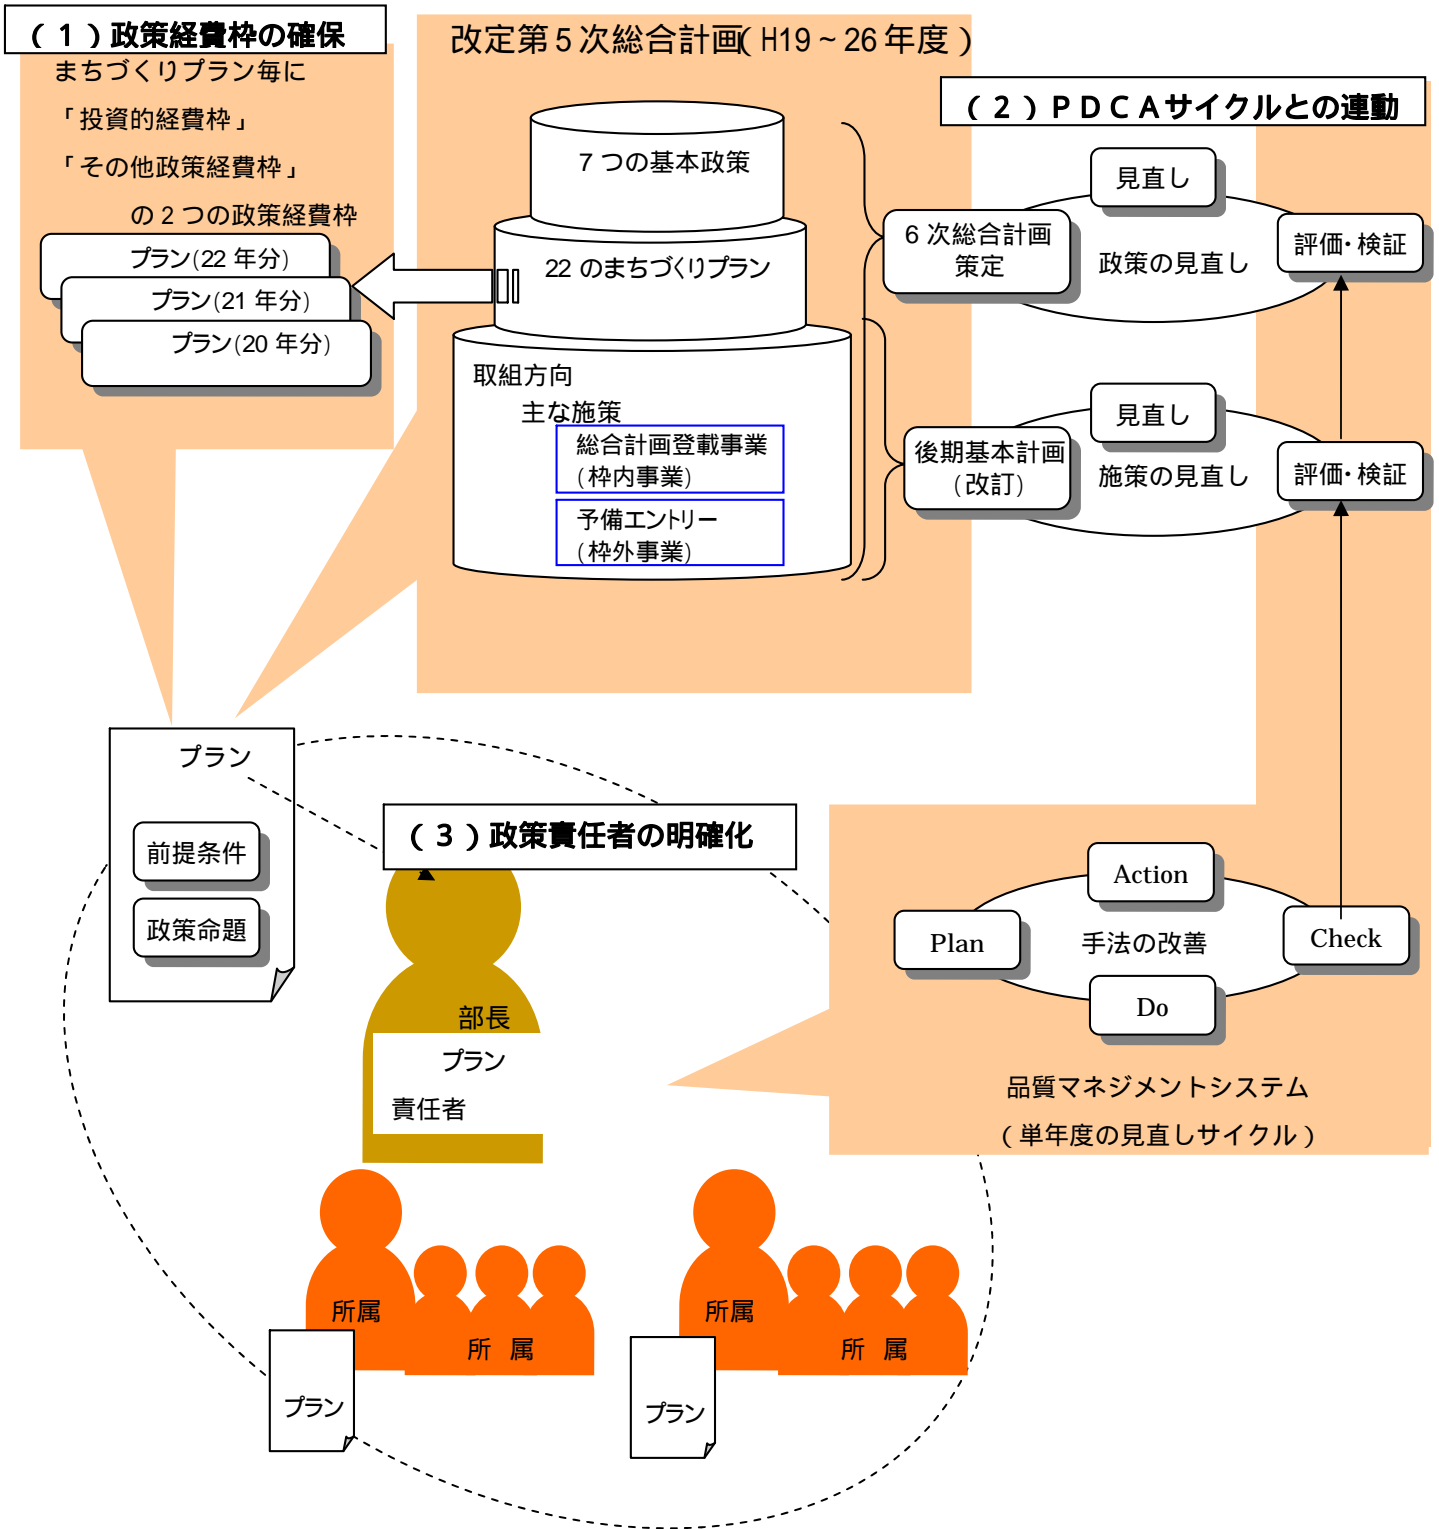 (1)政策経費枠の確保
まちづくりプラン毎に
「投資的経費枠」
「その他政策経費枠」
の2つの政策経費枠
プラン(22 年分)
プラン(21 年分)
プラン(20 年分)
改定第5次総合計画(H19~26年度)
7つの基本政策
22 のまちづくりプラン
取組方向
主な施策
総合計画登載事業
(枠内事業)
予備エントリー
(枠外事業)
(2)PDCAサイクルとの連動
見直し
6次総合計画
策定
政策の見直し
評価・検証
見直し
後期基本計画
(改訂)
施策の見直し
評価・検証
プラン
前提条件
政策命題
(3)政策責任者の明確化
部長
プラン
責任者
Action
Plan
手法の改善
Check
Do
品質マネジメントシステム
(単年度の見直しサイクル)
所属
所 属
プラン
所属
所 属
プラン